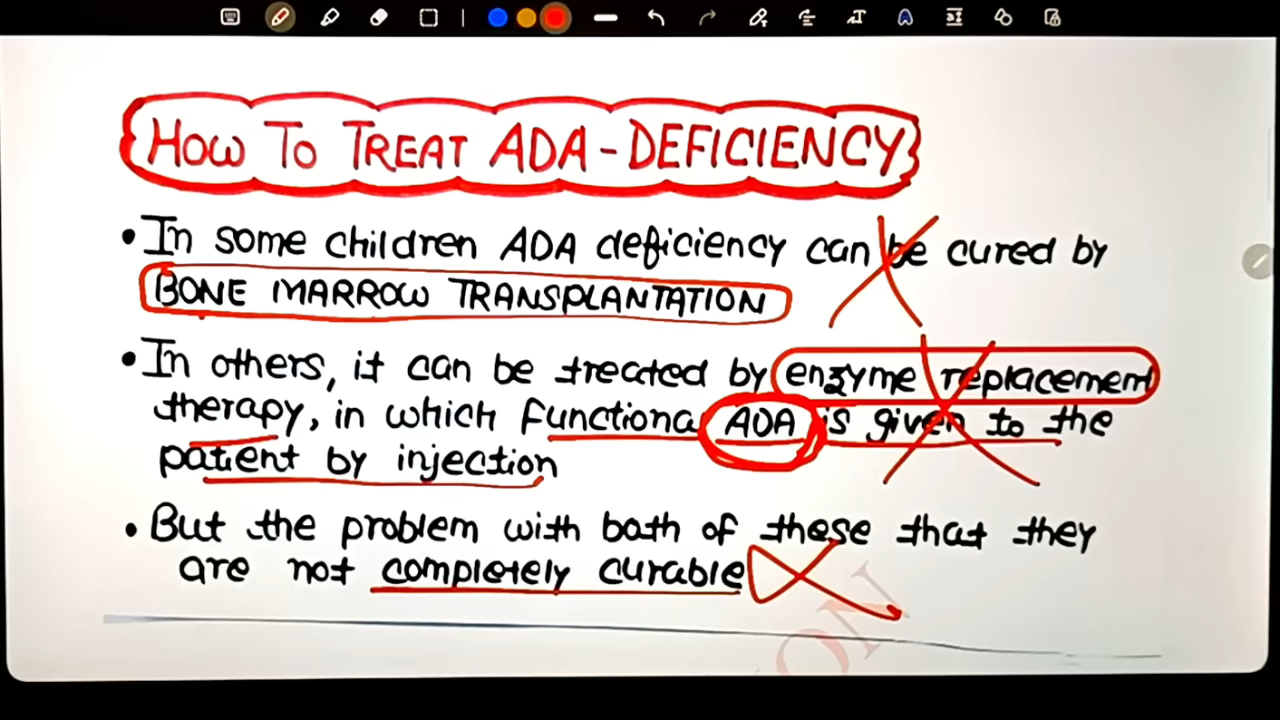 HOW TO TREAT ADA-DEFICIENCY
• In some children ADA deficiency can be cured by
BONE MARROW TRANSPLANTATION
• In others, it can be treated by enzyme replacement
therapy, in which functiona ADA is given to the
patient by injection
• But the problem with both of these that they
are not completely curable